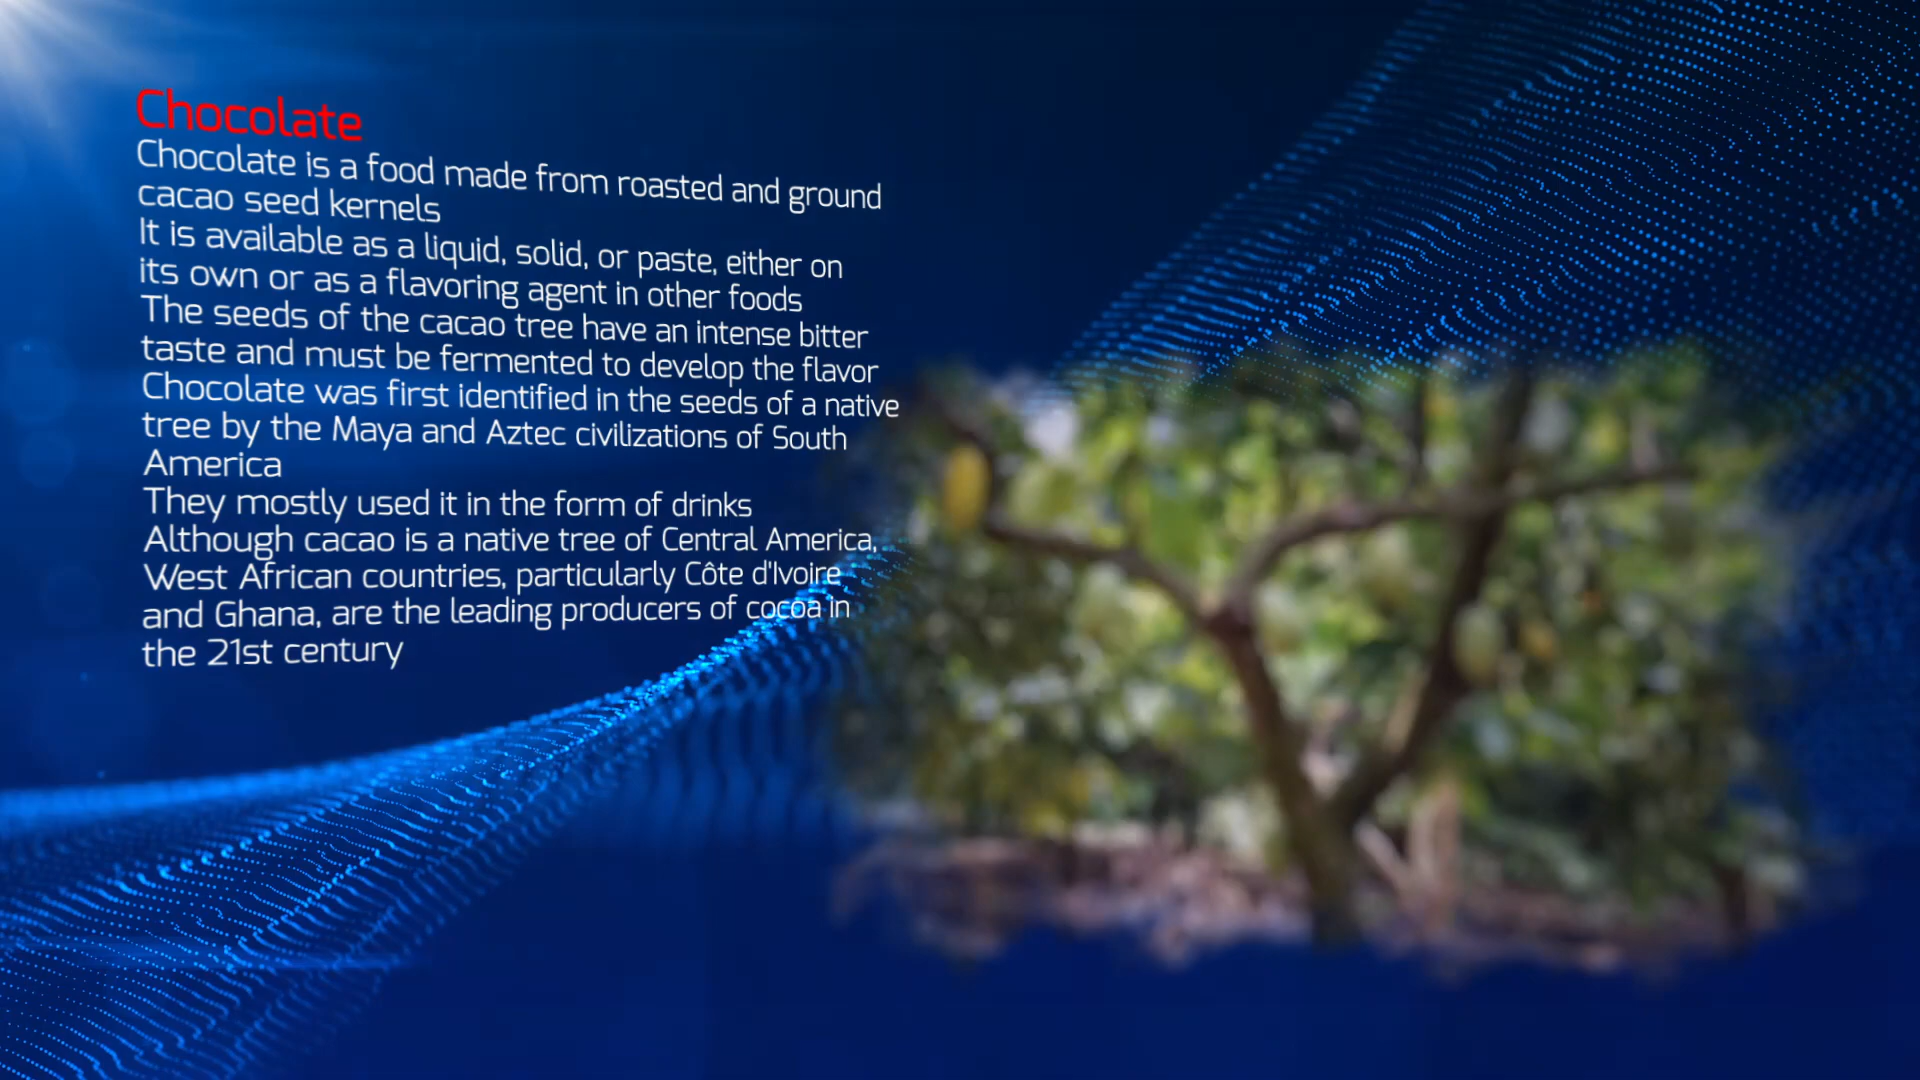 Chocolate
Chocolate is a food made from roasted and ground
cacao seed kernels
It is available as a liquid, solid, or paste, either on
its own or as a flavoring agent in other foods
The seeds of the cacao tree have an intense bitter
taste and must be fermented to develop the flavor
Chocolate was first identified in the seeds of a native
tree by the Maya and Aztec civilizations of South
America
They mostly used it in the form of drinks
Although cacao is a native tree of Central America,
West African countries, particularly Côte d'Ivoire
and Ghana, are the leading producers of cocoa in
the 21st century